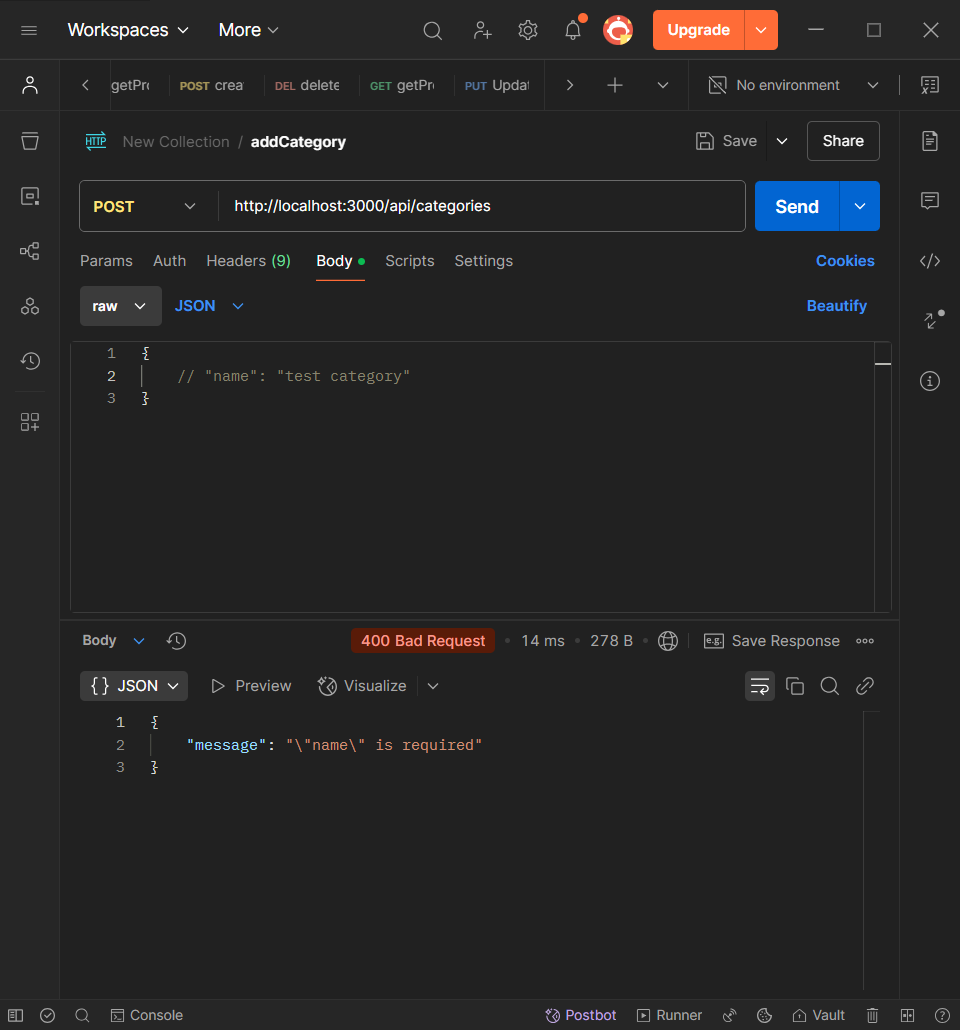 Workspaces More Upgrade
getPr POST crea DEL delete GET getPr PUT Updat No environment
HTTP New Collection / addCategory Save Share
POST http://localhost:3000/api/categories Send
Params Auth Headers (9) Body Scripts Settings Cookies
raw JSON Beautify
1 {
2 // "name": "test category"
3 }
Body 400 Bad Request 14 ms 278 B e.g. Save Response
{} JSON Preview Visualize
1 {
2 "message": "\"name\" is required"
3 }
Console Postbot Runner Vault